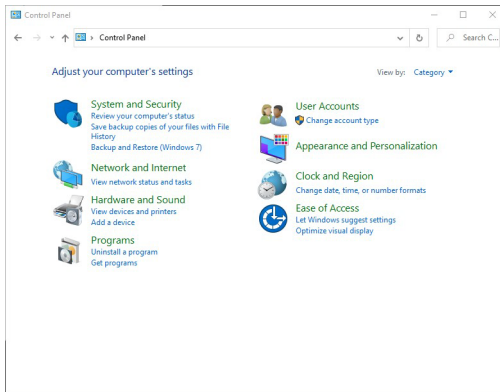 Control Panel
Control Panel
Search C...
Adjust your computer's settings
View by: Category
System and Security
Review your computer's status
Save backup copies of your files with File
History
Backup and Restore (Windows 7)
Network and Internet
View network status and tasks
Hardware and Sound
View devices and printers
Add a device
Programs
Uninstall a program
Get programs
User Accounts
Change account type
Appearance and Personalization
Clock and Region
Change date, time, or number formats
Ease of Access
Let Windows suggest settings
Optimize visual display